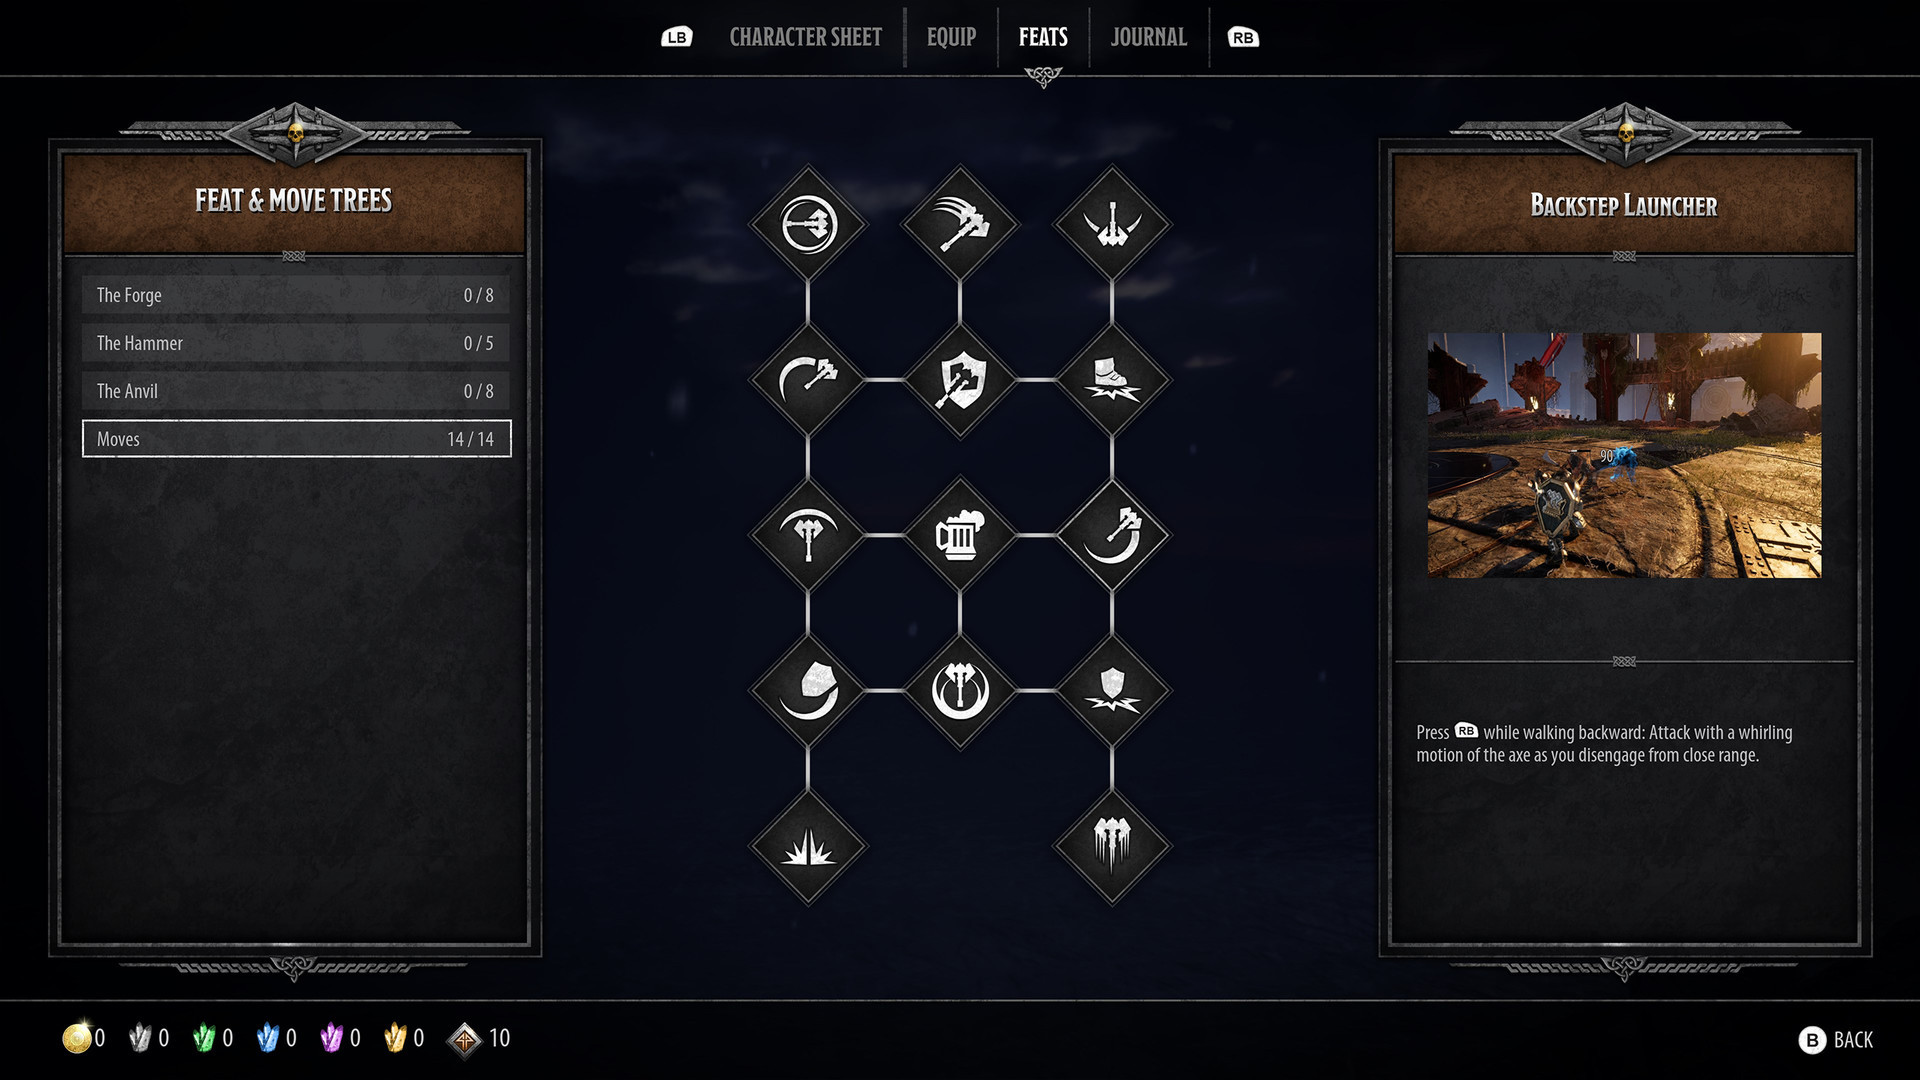 LB CHARACTER SHEET EQUIP FEATS JOURNAL RB
FEAT & MOVE TREES
The Forge 0 / 8
The Hammer 0 / 5
The Anvil 0 / 8
Moves 14 / 14
BACKSTEP LAUNCHER
90
Press RB while walking backward: Attack with a whirling
motion of the axe as you disengage from close range.
0 0 0 0 0 0 10
B BACK